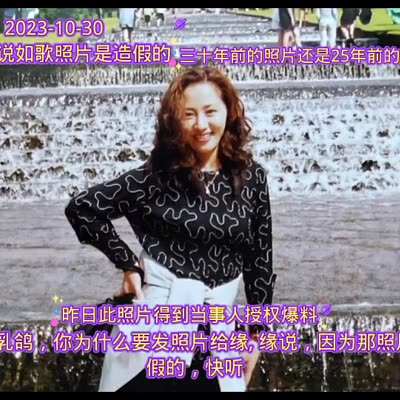 2023-10-30
说如歌照片是造假的
三十年前的照片还是25年前的
昨日此照片得到当事人授权爆料
乳鸽，你为什么要发照片给缘, 缘说，因为那照片
假的，快听